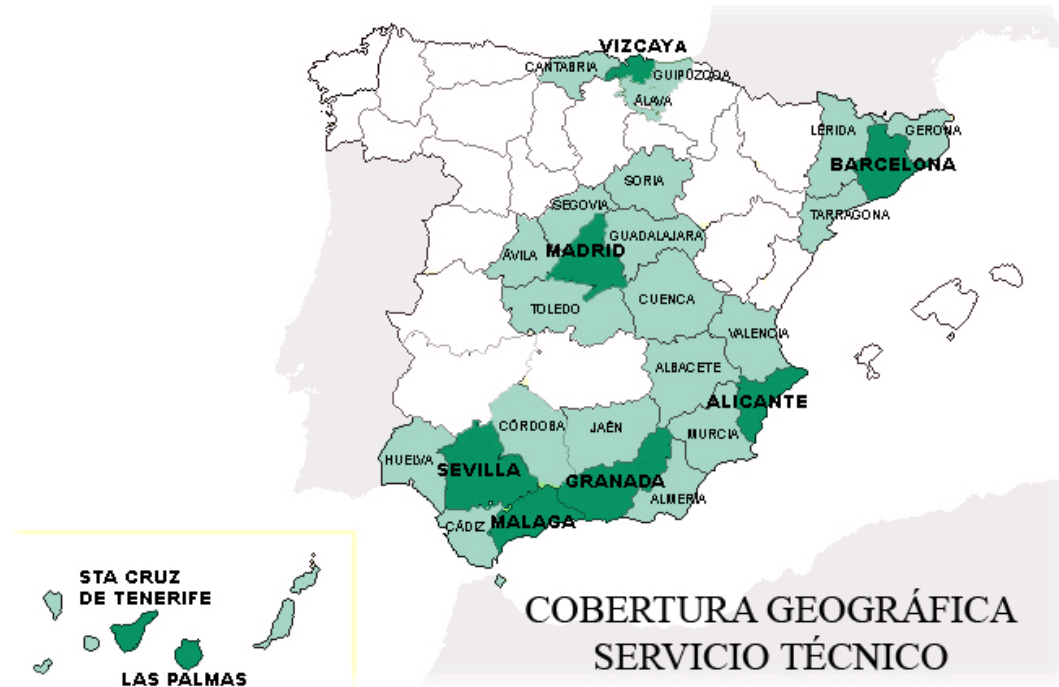 VIZCAYA
CANTABRIA
GUIPÚZCOA
ÁLAVA
LÉRIDA
GERONA
BARCELONA
SORIA
SEGOVIA
TARRAGONA
GUADALAJARA
MADRID
ÁVILA
CUENCA
TOLEDO
VALENCIA
ALBACETE
ALICANTE
CÓRDOBA
JAÉN
MURCIA
HUELVA
SEVILLA
GRANADA
ALMERÍA
CÁDIZ
MALAGA
STA CRUZ
DE TENERIFE
LAS PALMAS
COBERTURA GEOGRÁFICA
SERVICIO TÉCNICO